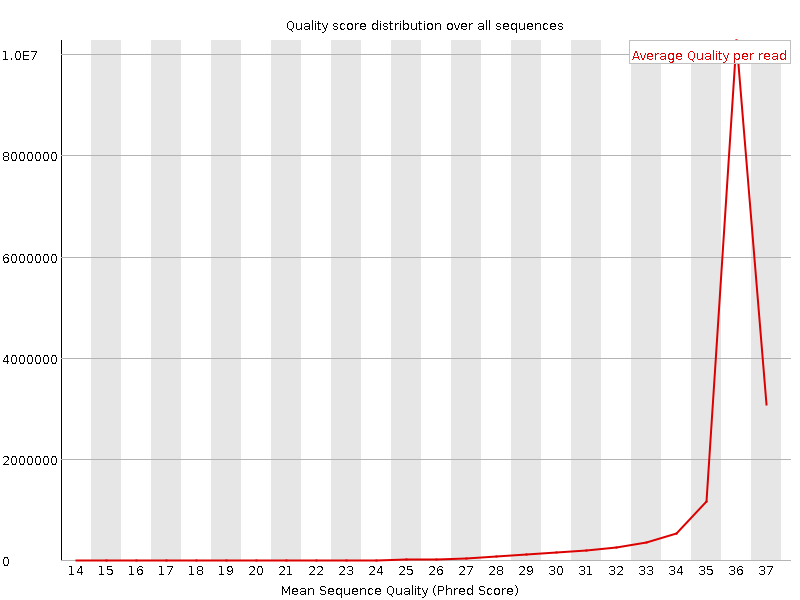 Quality score distribution over all sequences
1.0E7
Average Quality per read
8000000
6000000
4000000
2000000
0
14 15 16 17 18 19 20 21 22 23 24 25 26 27 28 29 30 31 32 33 34 35 36 37
Mean Sequence Quality (Phred Score)